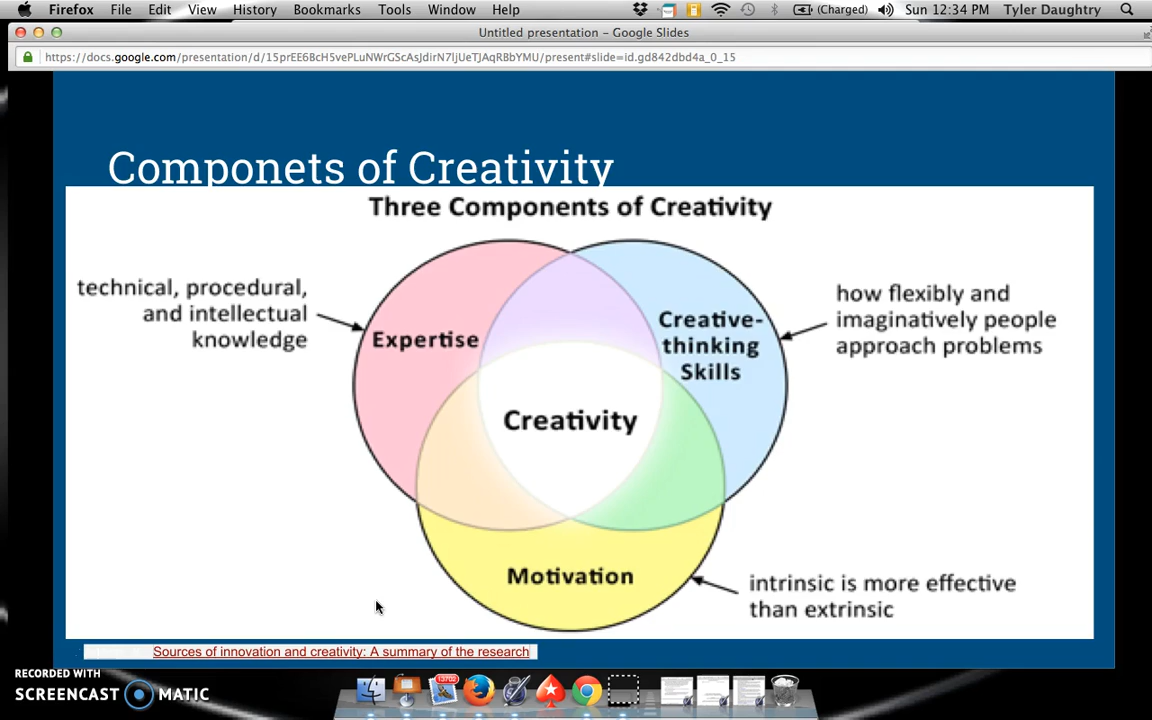 Firefox File Edit View History Bookmarks Tools Window Help (Charged) Sun 12:34 PM Tyler Daughtry
Untitled presentation – Google Slides
https://docs.google.com/presentation/d/15prEE6BcH5vePLuNWrGScAsJdirN7ljUeTJAqRBbYMU/present#slide=id.gd842dbd4a_0_15
Componets of Creativity
Three Components of Creativity
technical, procedural,
and intellectual
knowledge
Expertise
Creative-
thinking
Skills
how flexibly and
imaginatively people
approach problems
Creativity
Motivation
intrinsic is more effective
than extrinsic
Sources of innovation and creativity: A summary of the research
RECORDED WITH
SCREENCAST MATIC